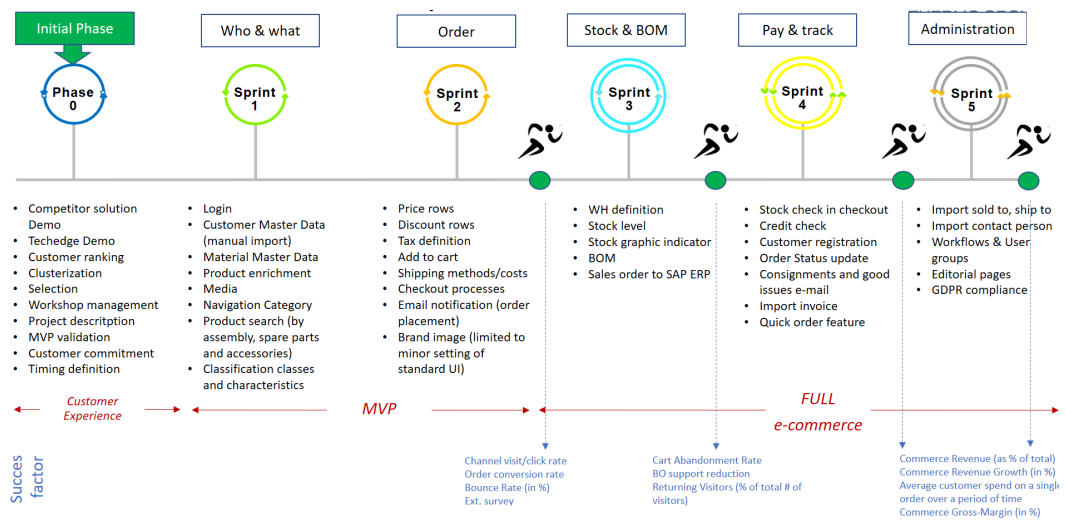 Initial Phase
Who & what
Order
Stock & BOM
Pay & track
Administration
Phase
0
Sprint
1
Sprint
2
Sprint
3
Sprint
4
Sprint
5
• Competitor solution
Demo
• Techedge Demo
• Customer ranking
• Clusterization
• Selection
• Workshop management
• Project descritption
• MVP validation
• Customer commitment
• Timing definition
• Login
• Customer Master Data
(manual import)
• Material Master Data
• Product enrichment
• Media
• Navigation Category
• Product search (by
assembly, spare parts
and accessories)
• Classification classes
and characteristics
• Price rows
• Discount rows
• Tax definition
• Add to cart
• Shipping methods/costs
• Checkout processes
• Email notification (order
placement)
• Brand image (limited to
minor setting of
standard UI)
• WH definition
• Stock level
• Stock graphic indicator
• BOM
• Sales order to SAP ERP
• Stock check in checkout
• Credit check
• Customer registration
• Order Status update
• Consignments and good
issues e-mail
• Import invoice
• Quick order feature
• Import sold to, ship to
• Import contact person
• Workflows & User
groups
• Editorial pages
• GDPR compliance
Customer
Experience
MVP
FULL
e-commerce
Succes
factor
Channel visit/click rate
Order conversion rate
Bounce Rate (in %)
Ext. survey
Cart Abandonment Rate
BO support reduction
Returning Visitors (% of total # of
visitors)
Commerce Revenue (as % of total)
Commerce Revenue Growth (in %)
Average customer spend on a single
order over a period of time
Commerce Gross-Margin (in %)